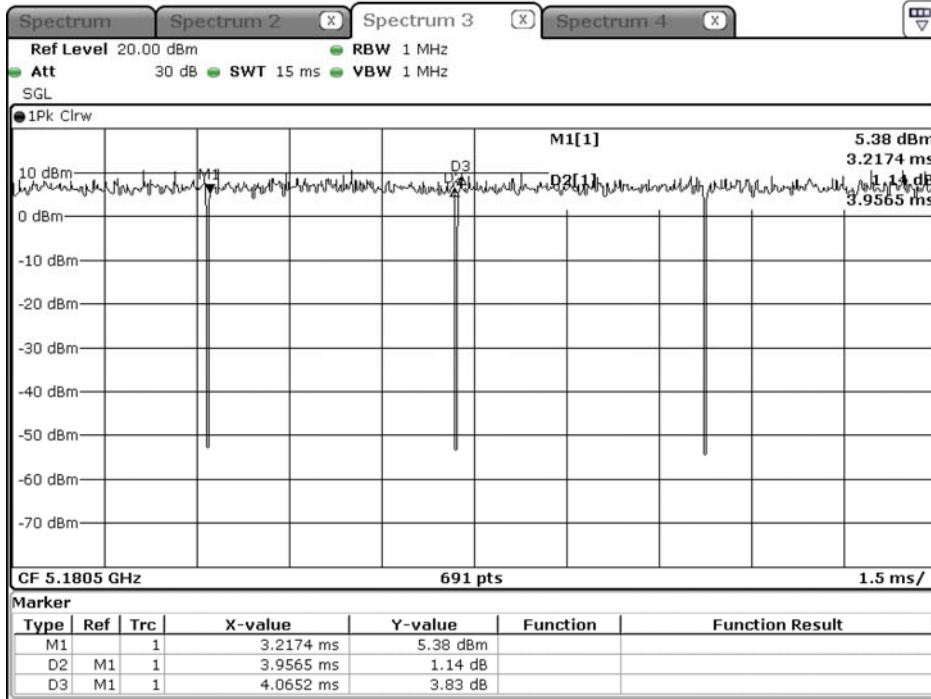 Spectrum Spectrum 2 X Spectrum 3 X Spectrum 4 X
Ref Level 20.00 dBm RBW 1 MHz
Att 30 dB SWT 15 ms VBW 1 MHz
SGL
1Pk Clrw
M1[1] 5.38 dBm
3.2174 ms
10 dBm M1 D3 D2[1] 1.14 dB
3.9565 ms
0 dBm
-10 dBm
-20 dBm
-30 dBm
-40 dBm
-50 dBm
-60 dBm
-70 dBm
CF 5.1805 GHz 691 pts 1.5 ms/
Marker
Type Ref Trc X-value Y-value Function Function Result
M1 1 3.2174 ms 5.38 dBm
D2 M1 1 3.9565 ms 1.14 dB
D3 M1 1 4.0652 ms 3.83 dB